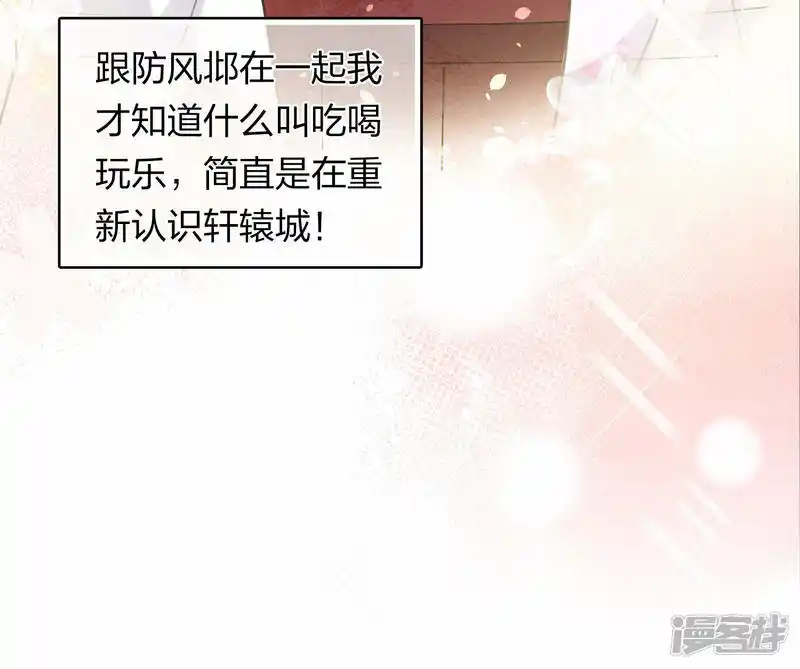 跟防风邶在一起我
才知道什么叫吃喝
玩乐，简直是在重
新认识轩辕城！
漫客栈